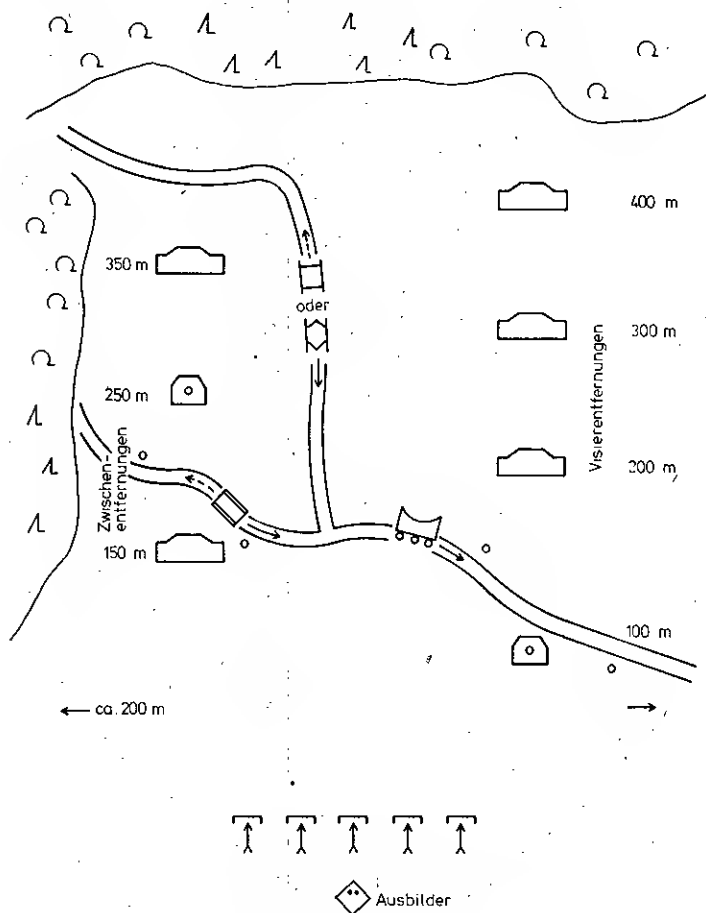 400 m
350 m
oder
300 m
250 m
Zwischen-
entfernungen
Visierentfernungen
200 m
150 m
100 m
ca. 200 m
Ausbilder